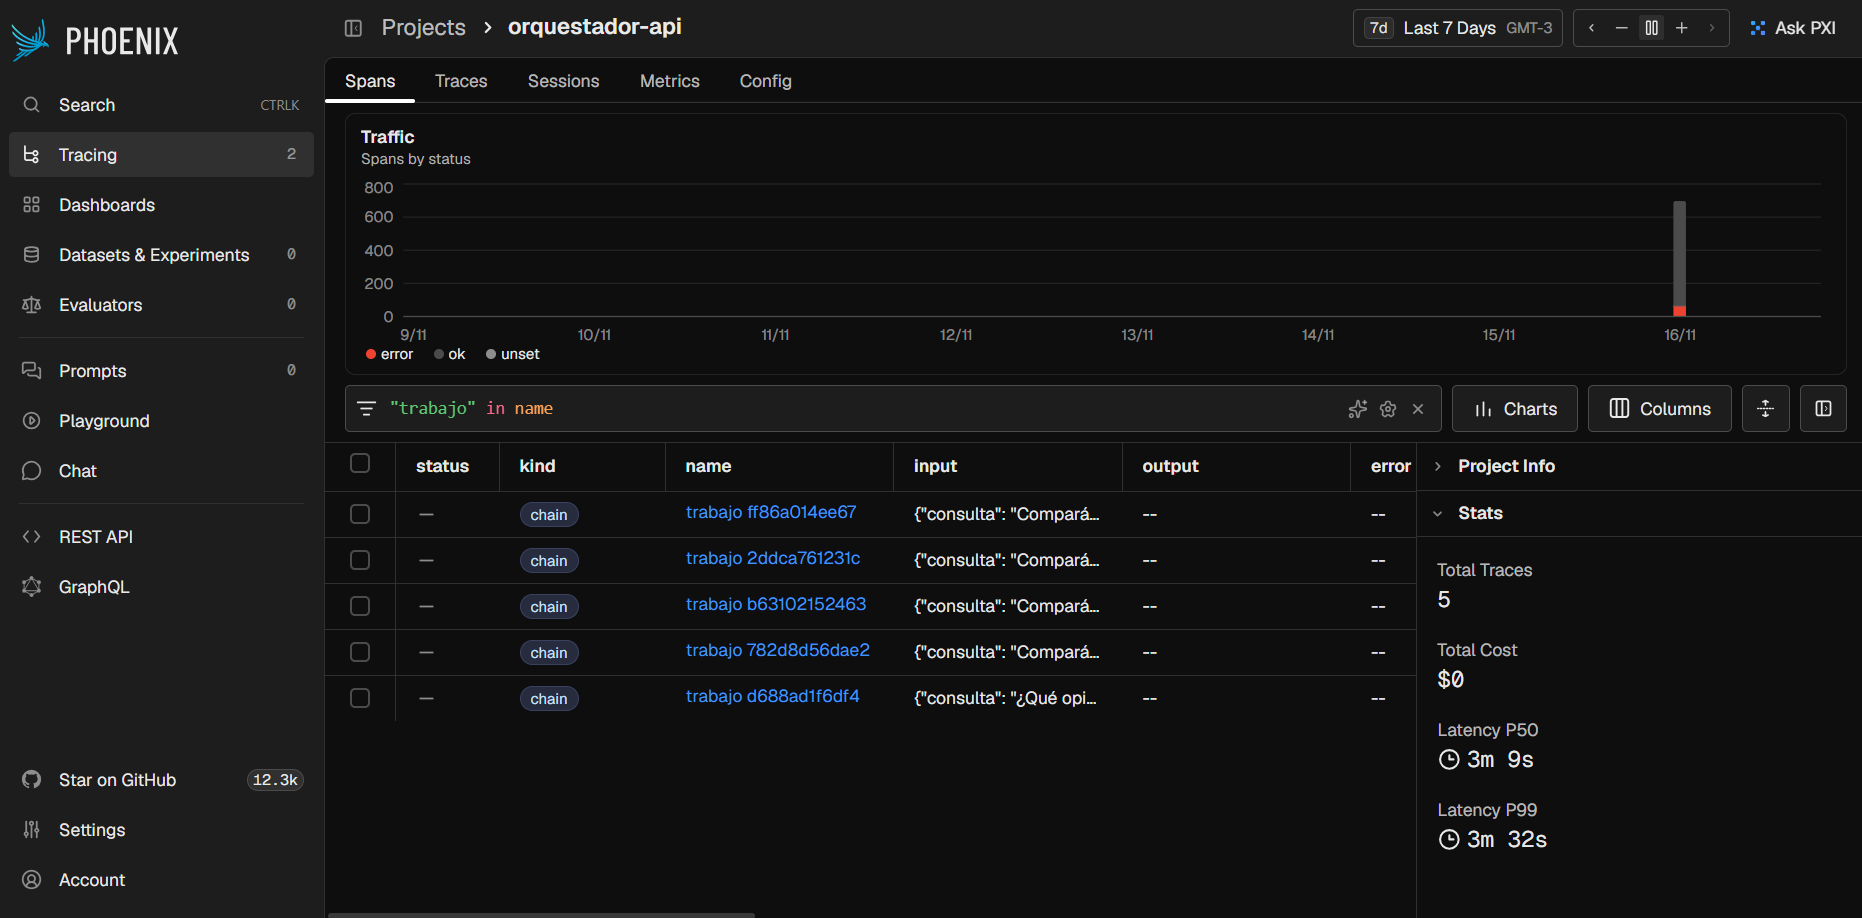 PHOENIX
Search CTRLK
Tracing 2
Dashboards
Datasets & Experiments 0
Evaluators 0
Prompts 0
Playground
Chat
REST API
GraphQL
Star on GitHub 12.3k
Settings
Account
Projects › orquestador-api
7d Last 7 Days GMT-3
Ask PXI
Spans Traces Sessions Metrics Config
Traffic
Spans by status
800
600
400
200
0
9/11 10/11 11/11 12/11 13/11 14/11 15/11 16/11
error ok unset
"trabajo" in name
Charts
Columns
status kind name input output error
— chain trabajo ff86a014ee67 {"consulta": "Compará... -- --
— chain trabajo 2ddca761231c {"consulta": "Compará... -- --
— chain trabajo b63102152463 {"consulta": "Compará... -- --
— chain trabajo 782d8d56dae2 {"consulta": "Compará... -- --
— chain trabajo d688ad1f6df4 {"consulta": "¿Qué opi... -- --
Project Info
Stats
Total Traces
5
Total Cost
$0
Latency P50
3m 9s
Latency P99
3m 32s